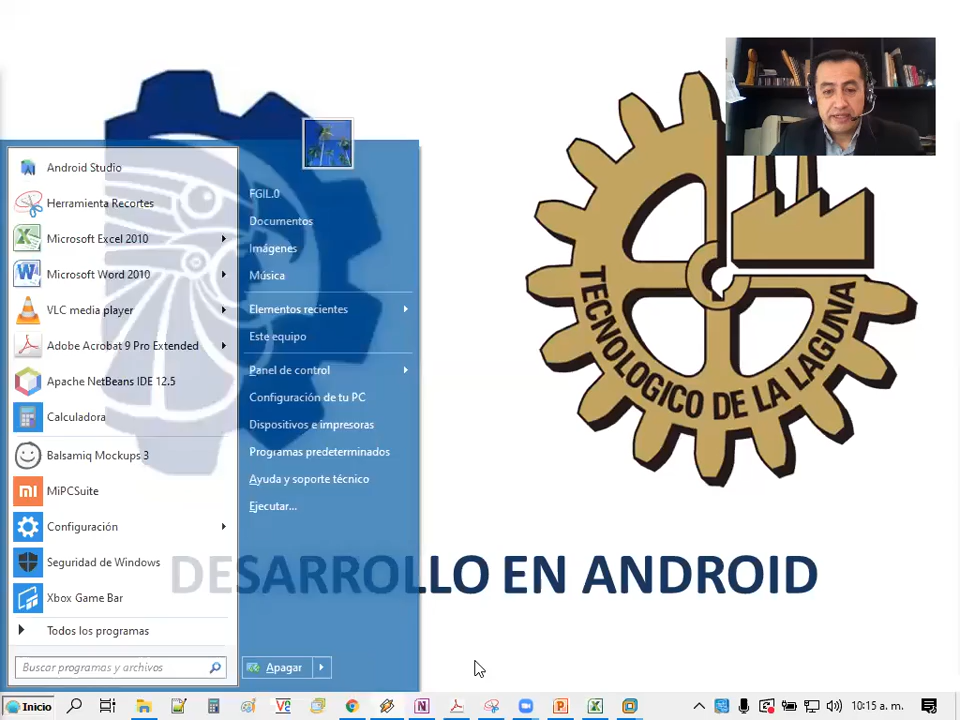 Android Studio
Herramienta Recortes
Microsoft Excel 2010
Microsoft Word 2010
VLC media player
Adobe Acrobat 9 Pro Extended
Apache NetBeans IDE 12.5
Calculadora
Balsamiq Mockups 3
MiPCSuite
Configuración
Seguridad de Windows
Xbox Game Bar
Todos los programas
Buscar programas y archivos
FGIL.0
Documentos
Imágenes
Música
Elementos recientes
Este equipo
Panel de control
Configuración de tu PC
Dispositivos e impresoras
Programas predeterminados
Ayuda y soporte técnico
Ejecutar...
Apagar
TECNOLOGICO DE LA LAGUNA
DESARROLLO EN ANDROID
Inicio
10:15 a. m.